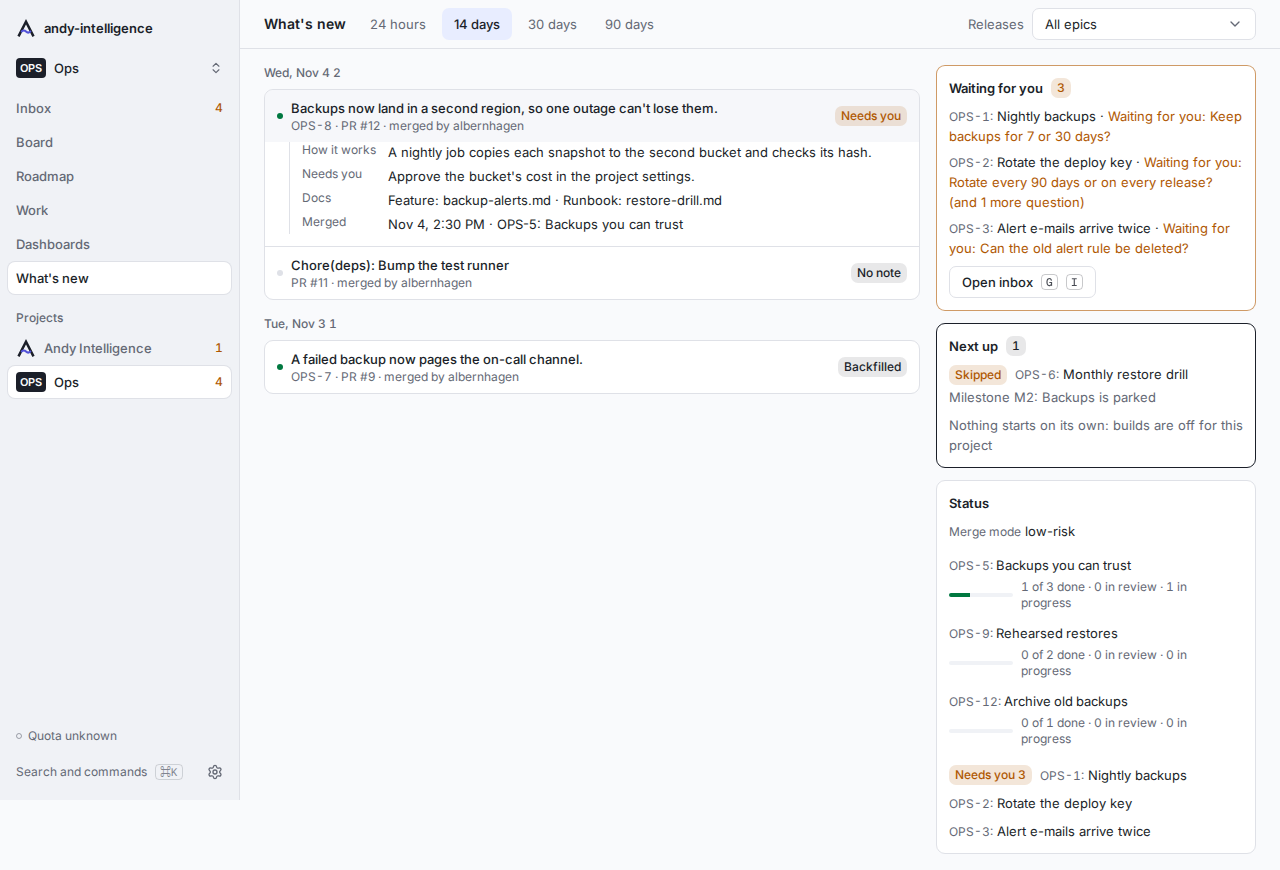 andy-intelligence
OPS Ops
Inbox 4
Board
Roadmap
Work
Dashboards
What's new
Projects
Andy Intelligence 1
OPS Ops 4
Quota unknown
Search and commands ⌘K
What's new 24 hours 14 days 30 days 90 days
Releases All epics
Wed, Nov 4 2
Backups now land in a second region, so one outage can't lose them.
OPS-8 · PR #12 · merged by albernhagen
Needs you
How it works A nightly job copies each snapshot to the second bucket and checks its hash.
Needs you Approve the bucket's cost in the project settings.
Docs Feature: backup-alerts.md · Runbook: restore-drill.md
Merged Nov 4, 2:30 PM · OPS-5: Backups you can trust
Chore(deps): Bump the test runner
PR #11 · merged by albernhagen
No note
Tue, Nov 3 1
A failed backup now pages the on-call channel.
OPS-7 · PR #9 · merged by albernhagen
Backfilled
Waiting for you 3
OPS-1: Nightly backups · Waiting for you: Keep
backups for 7 or 30 days?
OPS-2: Rotate the deploy key · Waiting for you:
Rotate every 90 days or on every release?
(and 1 more question)
OPS-3: Alert e-mails arrive twice · Waiting for
you: Can the old alert rule be deleted?
Open inbox G I
Next up 1
Skipped OPS-6: Monthly restore drill
Milestone M2: Backups is parked
Nothing starts on its own: builds are off for this
project
Status
Merge mode low-risk
OPS-5: Backups you can trust
1 of 3 done · 0 in review · 1 in
progress
OPS-9: Rehearsed restores
0 of 2 done · 0 in review · 0 in
progress
OPS-12: Archive old backups
0 of 1 done · 0 in review · 0 in
progress
Needs you 3 OPS-1: Nightly backups
OPS-2: Rotate the deploy key
OPS-3: Alert e-mails arrive twice